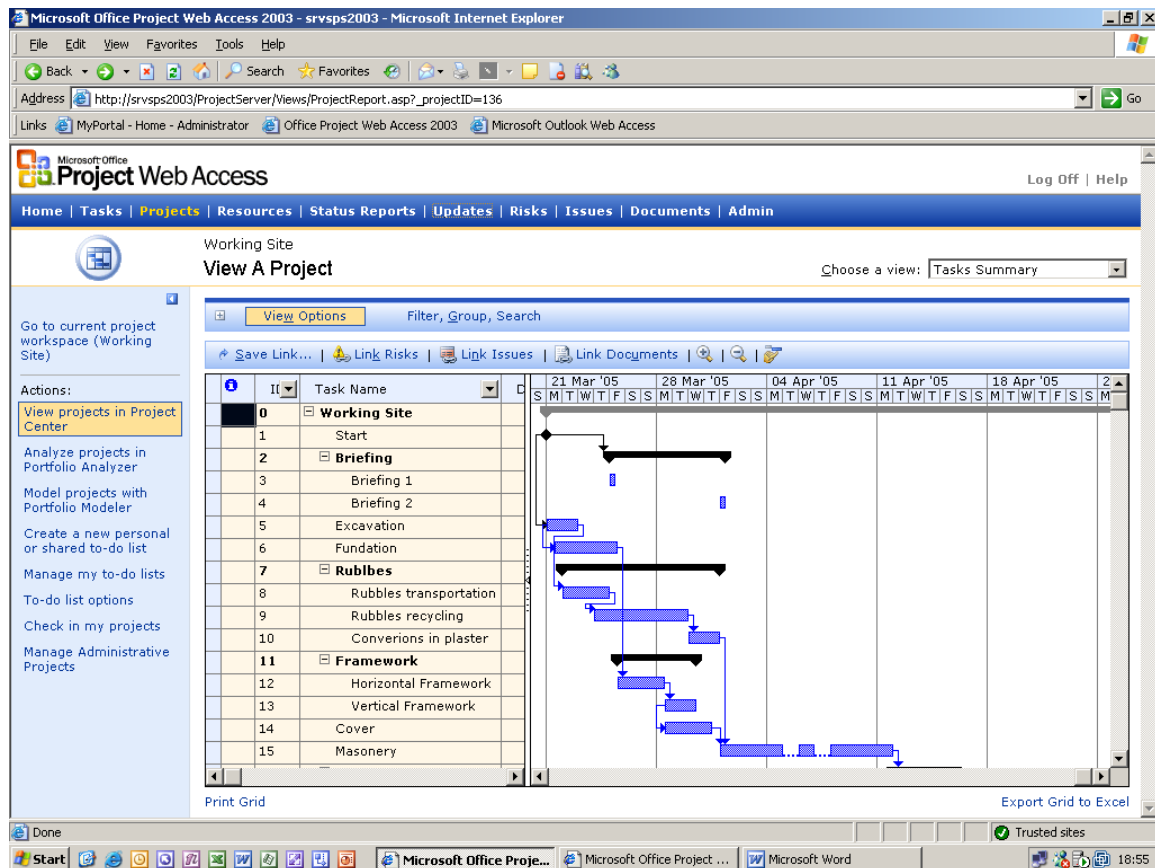 Microsoft Office Project Web Access 2003 - srvsps2003 - Microsoft Internet Explorer
File Edit View Favorites Tools Help
Back Search Favorites
Address http://srvsps2003/ProjectServer/Views/ProjectReport.asp?_projectID=136 Go
Links MyPortal - Home - Administrator Office Project Web Access 2003 Microsoft Outlook Web Access
Microsoft Office
Project Web Access
Log Off | Help
Home | Tasks | Projects | Resources | Status Reports | Updates | Risks | Issues | Documents | Admin
Working Site
View A Project
Choose a view: Tasks Summary
Go to current project
workspace (Working
Site)
Actions:
View projects in Project
Center
Analyze projects in
Portfolio Analyzer
Model projects with
Portfolio Modeler
Create a new personal
or shared to-do list
Manage my to-do lists
To-do list options
Check in my projects
Manage Administrative
Projects
View Options Filter, Group, Search
Save Link... | Link Risks | Link Issues | Link Documents | | |
ID Task Name D
21 Mar '05 28 Mar '05 04 Apr '05 11 Apr '05 18 Apr '05 2
S M T W T F S S M T W T F S S M T W T F S S M T W T F S S M T W T F S S M
0 Working Site
1 Start
2 Briefing
3 Briefing 1
4 Briefing 2
5 Excavation
6 Fundation
7 Rublbes
8 Rubbles transportation
9 Rubbles recycling
10 Converions in plaster
11 Framework
12 Horizontal Framework
13 Vertical Framework
14 Cover
15 Masonery
Print Grid Export Grid to Excel
Done Trusted sites
Start Microsoft Office Proje... Microsoft Office Project ... Microsoft Word 18:55